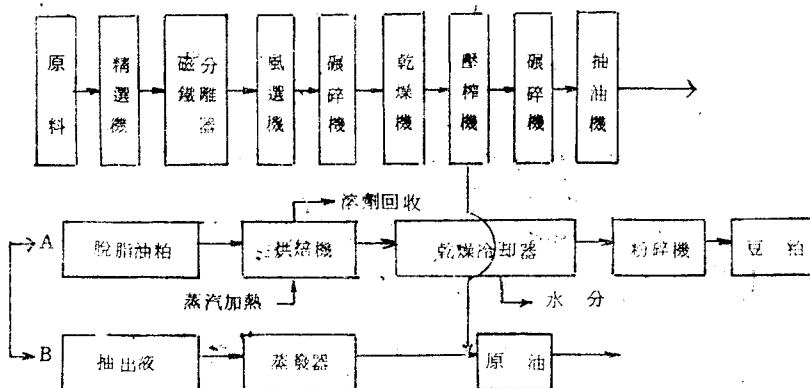 原料
精選機
磁鐵分離器
風選機
碾碎機
乾燥機
壓榨機
碾碎機
抽油機
溶劑回收
A 脫脂油粕 烘焙機 乾燥冷却器 粉碎機 豆粕
蒸汽加熱 水分
B 抽出液 蒸發器 原油